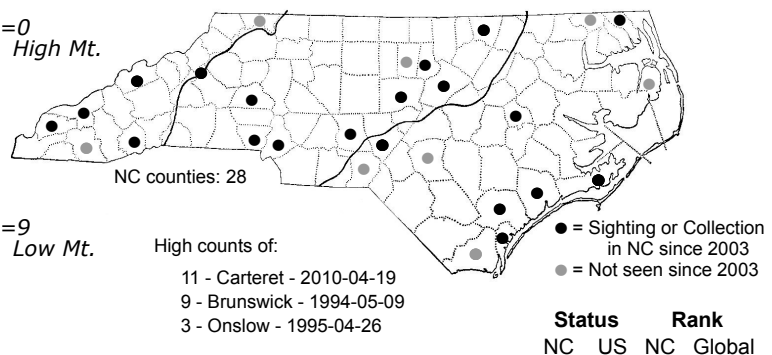 =0
High Mt.
NC counties: 28
=9
Low Mt.
High counts of:
11 - Carteret - 2010-04-19
9 - Brunswick - 1994-05-09
3 - Onslow - 1995-04-26
● = Sighting or Collection
in NC since 2003
● = Not seen since 2003
Status Rank
NC US NC Global